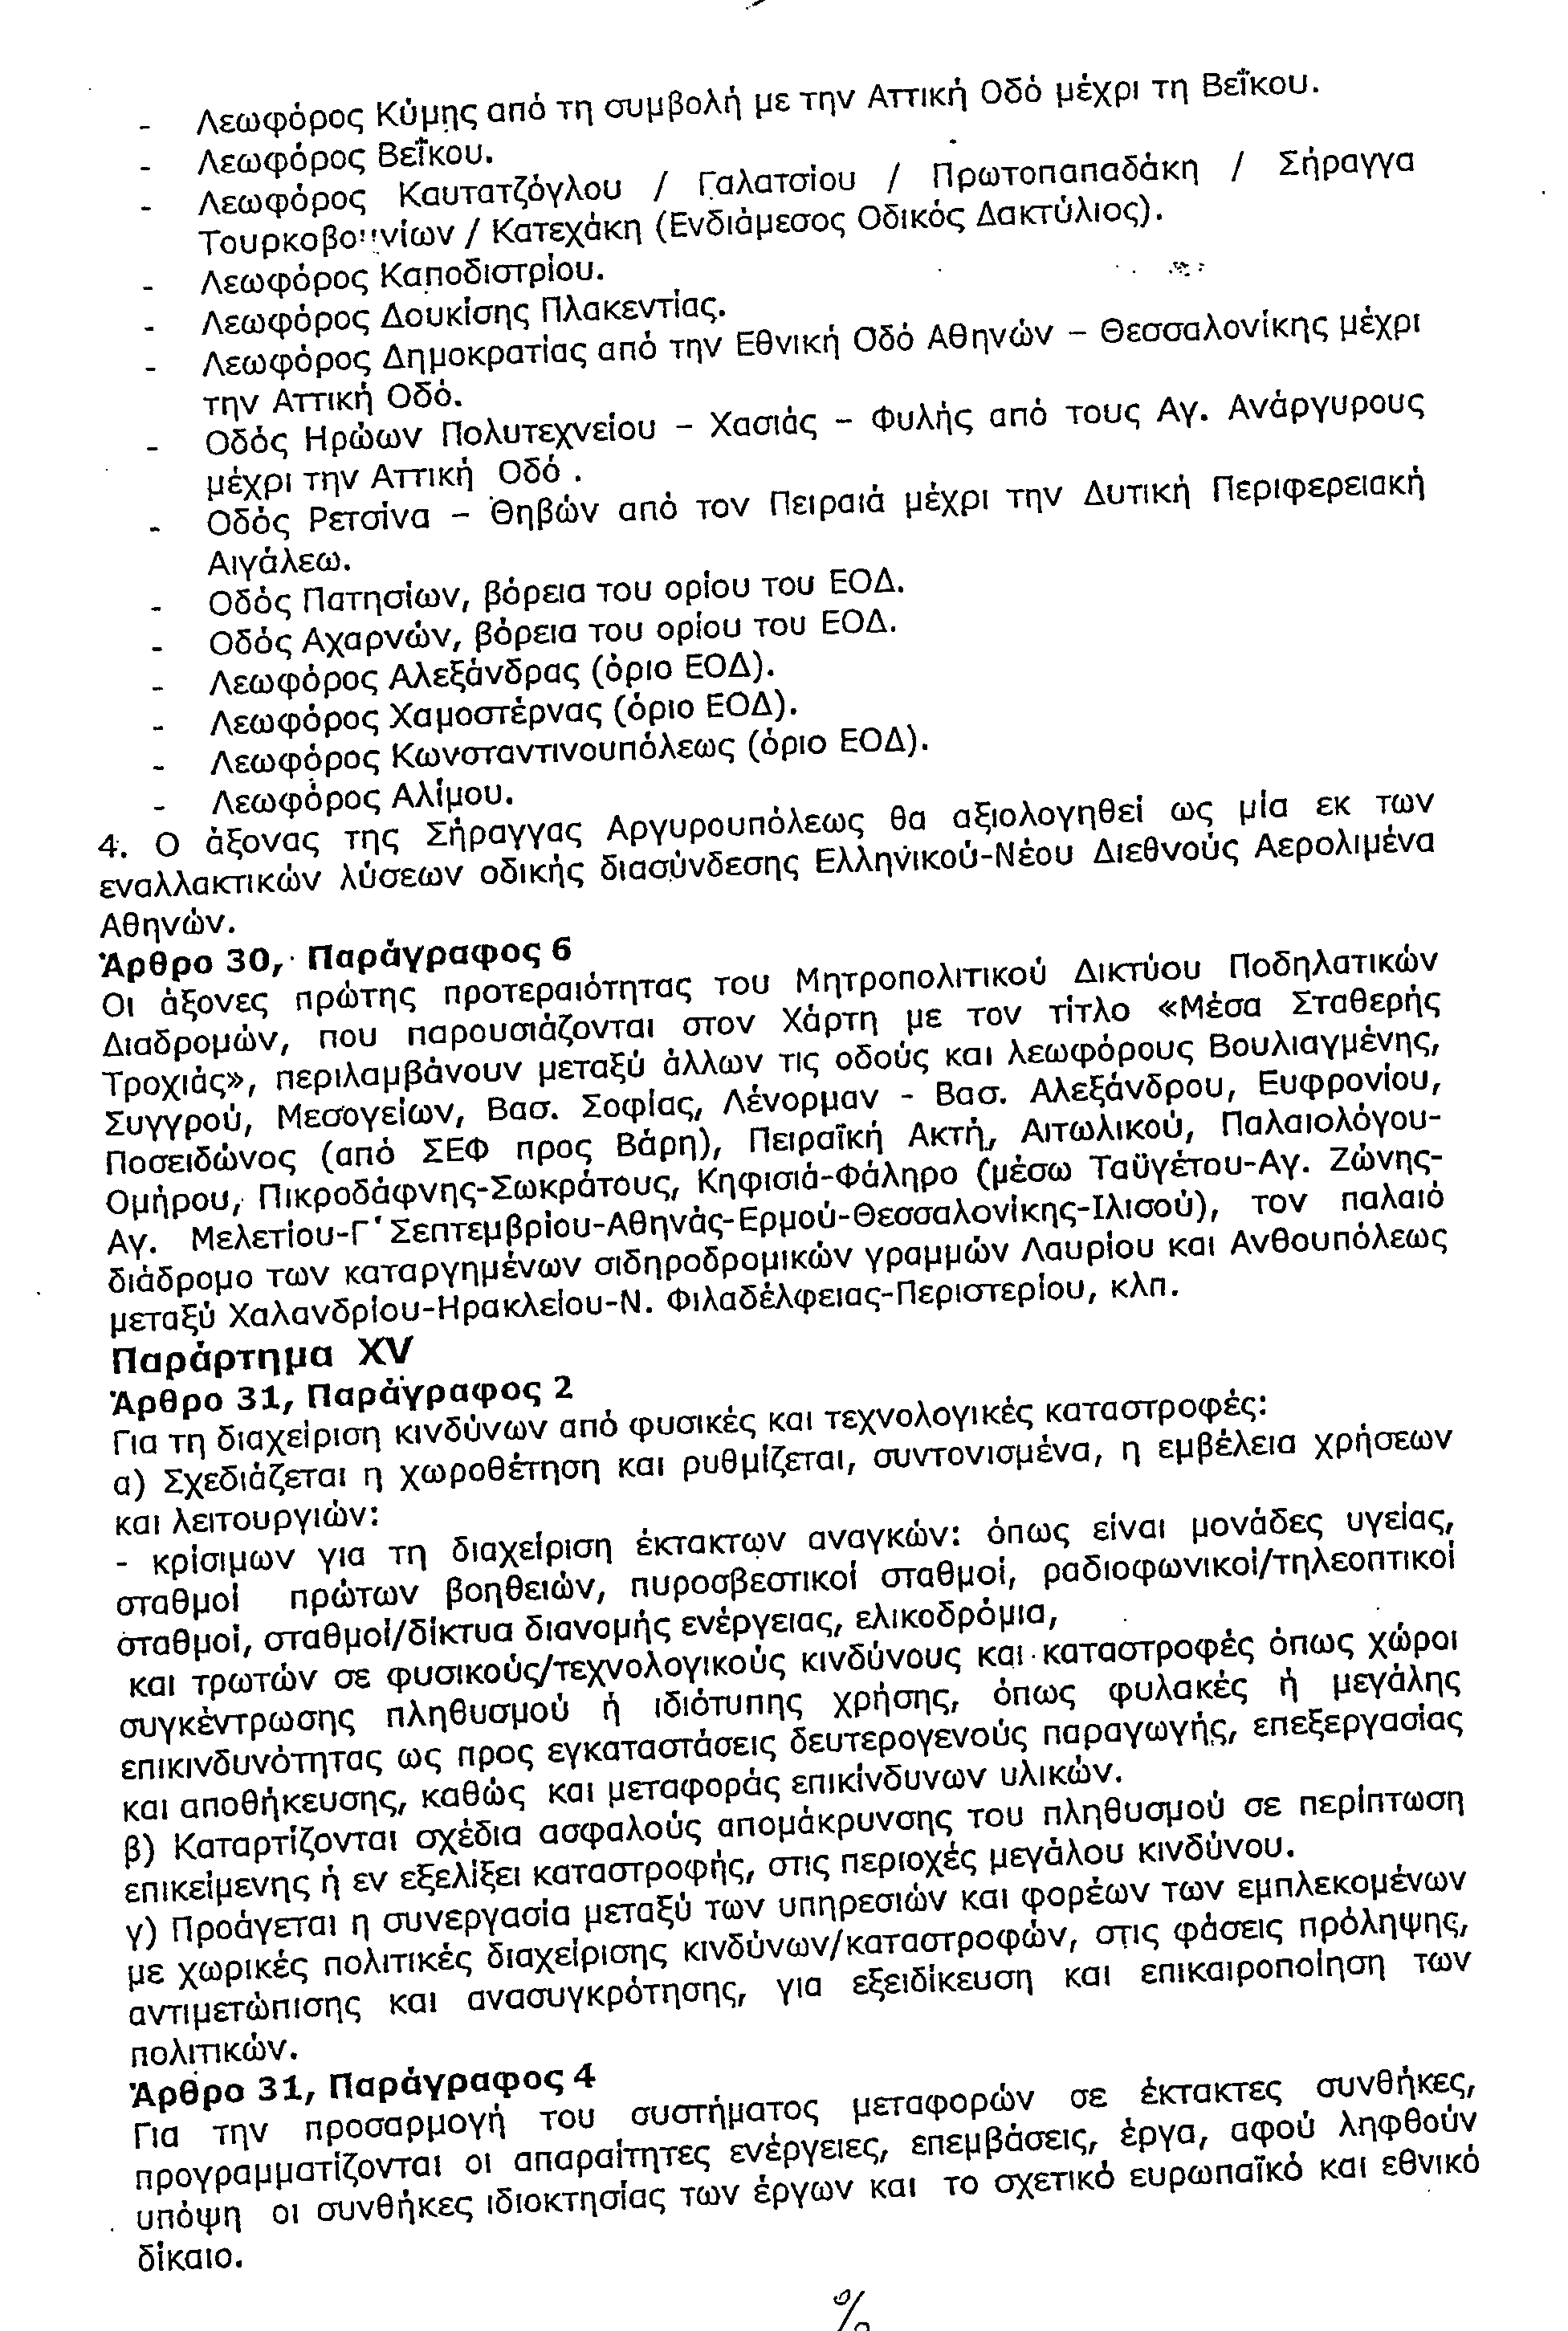 - Λεωφόρος Κύμης από τη συμβολή με την Αττική Οδό μέχρι τη Βεΐκου.
- Λεωφόρος Βεΐκου.
- Λεωφόρος Καυτατζόγλου / Γαλατσίου / Πρωτοπαπαδάκη / Σήραγγα
Τουρκοβουνίων / Κατεχάκη (Ενδιάμεσος Οδικός Δακτύλιος).
- Λεωφόρος Καποδιστρίου.
- Λεωφόρος Δουκίσης Πλακεντίας.
- Λεωφόρος Δημοκρατίας από την Εθνική Οδό Αθηνών – Θεσσαλονίκης μέχρι
την Αττική Οδό.
- Οδός Ηρώων Πολυτεχνείου – Χασιάς – Φυλής από τους Αγ. Ανάργυρους
μέχρι την Αττική Οδό .
- Οδός Ρετσίνα – Θηβών από τον Πειραιά μέχρι την Δυτική Περιφερειακή
Αιγάλεω.
- Οδός Πατησίων, βόρεια του ορίου του ΕΟΔ.
- Οδός Αχαρνών, βόρεια του ορίου του ΕΟΔ.
- Λεωφόρος Αλεξάνδρας (όριο ΕΟΔ).
- Λεωφόρος Χαμοστέρνας (όριο ΕΟΔ).
- Λεωφόρος Κωνσταντινουπόλεως (όριο ΕΟΔ).
- Λεωφόρος Αλίμου.
4. Ο άξονας της Σήραγγας Αργυρουπόλεως θα αξιολογηθεί ως μία εκ των
εναλλακτικών λύσεων οδικής διασύνδεσης Ελληνικού-Νέου Διεθνούς Αερολιμένα
Αθηνών.
Άρθρο 30, Παράγραφος 6
Οι άξονες πρώτης προτεραιότητας του Μητροπολιτικού Δικτύου Ποδηλατικών
Διαδρομών, που παρουσιάζονται στον Χάρτη με τον τίτλο «Μέσα Σταθερής
Τροχιάς», περιλαμβάνουν μεταξύ άλλων τις οδούς και λεωφόρους Βουλιαγμένης,
Συγγρού, Μεσογείων, Βασ. Σοφίας, Λένορμαν - Βασ. Αλεξάνδρου, Ευφρονίου,
Ποσειδώνος (από ΣΕΦ προς Βάρη), Πειραϊκή Ακτή, Αιτωλικού, Παλαιολόγου-
Ομήρου, Πικροδάφνης-Σωκράτους, Κηφισιά-Φάληρο (μέσω Ταϋγέτου-Αγ. Ζώνης-
Αγ. Μελετίου-Γ΄Σεπτεμβρίου-Αθηνάς-Ερμού-Θεσσαλονίκης-Ιλισού), τον παλαιό
διάδρομο των καταργημένων σιδηροδρομικών γραμμών Λαυρίου και Ανθουπόλεως
μεταξύ Χαλανδρίου-Ηρακλείου-Ν. Φιλαδέλφειας-Περιστερίου, κλπ.
Παράρτημα XV
Άρθρο 31, Παράγραφος 2
Για τη διαχείριση κινδύνων από φυσικές και τεχνολογικές καταστροφές:
α) Σχεδιάζεται η χωροθέτηση και ρυθμίζεται, συντονισμένα, η εμβέλεια χρήσεων
και λειτουργιών:
- κρίσιμων για τη διαχείριση έκτακτων αναγκών: όπως είναι μονάδες υγείας,
σταθμοί πρώτων βοηθειών, πυροσβεστικοί σταθμοί, ραδιοφωνικοί/τηλεοπτικοί
σταθμοί, σταθμοί/δίκτυα διανομής ενέργειας, ελικοδρόμια,
και τρωτών σε φυσικούς/τεχνολογικούς κινδύνους και καταστροφές όπως χώροι
συγκέντρωσης πληθυσμού ή ιδιότυπης χρήσης, όπως φυλακές ή μεγάλης
επικινδυνότητας ως προς εγκαταστάσεις δευτερογενούς παραγωγής, επεξεργασίας
και αποθήκευσης, καθώς και μεταφοράς επικίνδυνων υλικών.
β) Καταρτίζονται σχέδια ασφαλούς απομάκρυνσης του πληθυσμού σε περίπτωση
επικείμενης ή εν εξελίξει καταστροφής, στις περιοχές μεγάλου κινδύνου.
γ) Προάγεται η συνεργασία μεταξύ των υπηρεσιών και φορέων των εμπλεκομένων
με χωρικές πολιτικές διαχείρισης κινδύνων/καταστροφών, στις φάσεις πρόληψης,
αντιμετώπισης και ανασυγκρότησης, για εξειδίκευση και επικαιροποίηση των
πολιτικών.
Άρθρο 31, Παράγραφος 4
Για την προσαρμογή του συστήματος μεταφορών σε έκτακτες συνθήκες,
προγραμματίζονται οι απαραίτητες ενέργειες, επεμβάσεις, έργα, αφού ληφθούν
υπόψη οι συνθήκες ιδιοκτησίας των έργων και το σχετικό ευρωπαϊκό και εθνικό
δίκαιο.
%